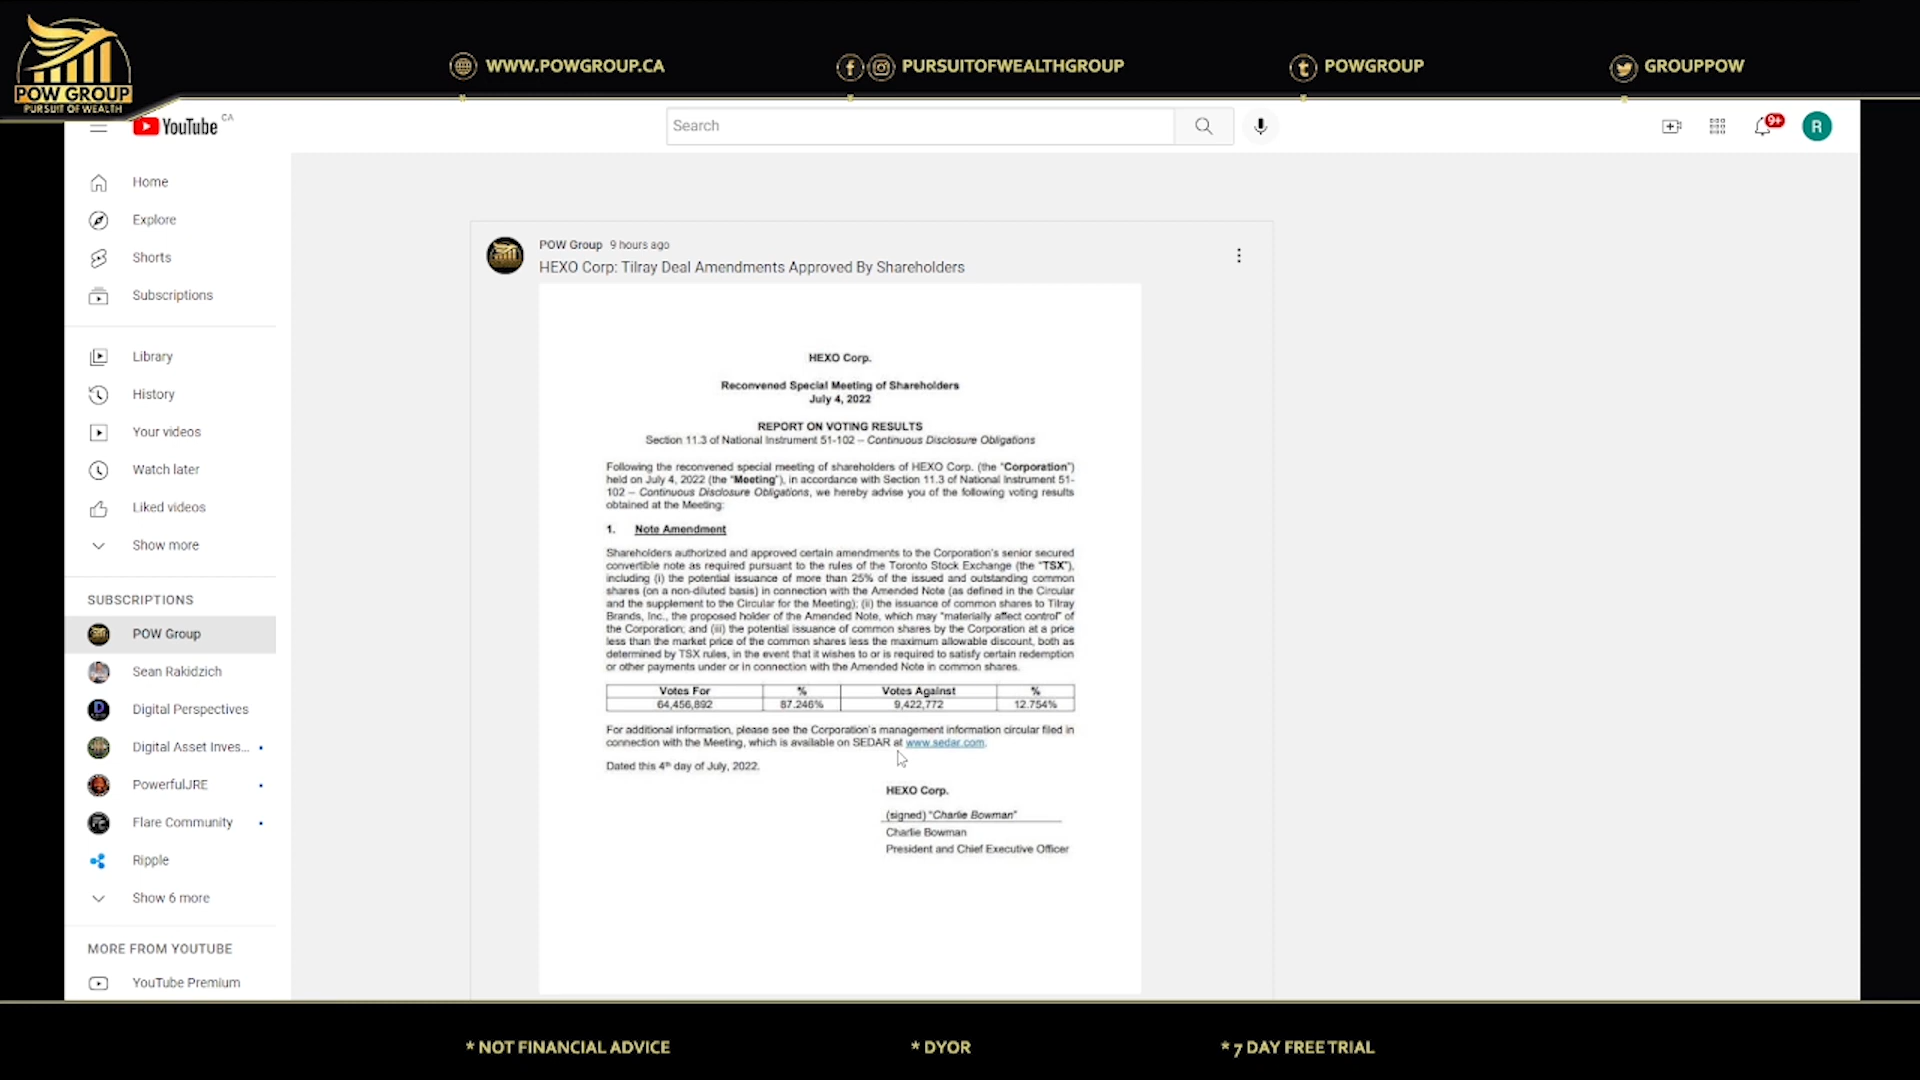 POW GROUP
PURSUIT OF WEALTH
WWW.POWGROUP.CA
PURSUITOFWEALTHGROUP
POWGROUP
GROUPPOW
YouTube CA
Search
9+
R
Home
Explore
Shorts
Subscriptions
Library
History
Your videos
Watch later
Liked videos
Show more
SUBSCRIPTIONS
POW Group
Sean Rakidzich
Digital Perspectives
Digital Asset Inves...
PowerfulJRE
Flare Community
Ripple
Show 6 more
MORE FROM YOUTUBE
YouTube Premium
POW Group 9 hours ago
HEXO Corp: Tilray Deal Amendments Approved By Shareholders
HEXO Corp.
Reconvened Special Meeting of Shareholders
July 4, 2022
REPORT ON VOTING RESULTS
Section 11.3 of National Instrument 51-102 – Continuous Disclosure Obligations
Following the reconvened special meeting of shareholders of HEXO Corp. (the "Corporation")
held on July 4, 2022 (the "Meeting"), in accordance with Section 11.3 of National Instrument 51-
102 – Continuous Disclosure Obligations, we hereby advise you of the following voting results
obtained at the Meeting:
1. Note Amendment
Shareholders authorized and approved certain amendments to the Corporation's senior secured
convertible note as required pursuant to the rules of the Toronto Stock Exchange (the "TSX"),
including (i) the potential issuance of more than 25% of the issued and outstanding common
shares (on a non-diluted basis) in connection with the Amended Note (as defined in the Circular
and the supplement to the Circular for the Meeting); (ii) the issuance of common shares to Tilray
Brands, Inc., the proposed holder of the Amended Note, which may "materially affect control" of
the Corporation; and (iii) the potential issuance of common shares by the Corporation at a price
less than the market price of the common shares less the maximum allowable discount, both as
determined by TSX rules, in the event that it wishes to or is required to satisfy certain redemption
or other payments under or in connection with the Amended Note in common shares.
Votes For % Votes Against %
64,456,892 87.246% 9,422,772 12.754%
For additional information, please see the Corporation's management information circular filed in
connection with the Meeting, which is available on SEDAR at www.sedar.com.
Dated this 4th day of July, 2022.
HEXO Corp.
(signed) "Charlie Bowman"
Charlie Bowman
President and Chief Executive Officer
* NOT FINANCIAL ADVICE
* DYOR
* 7 DAY FREE TRIAL